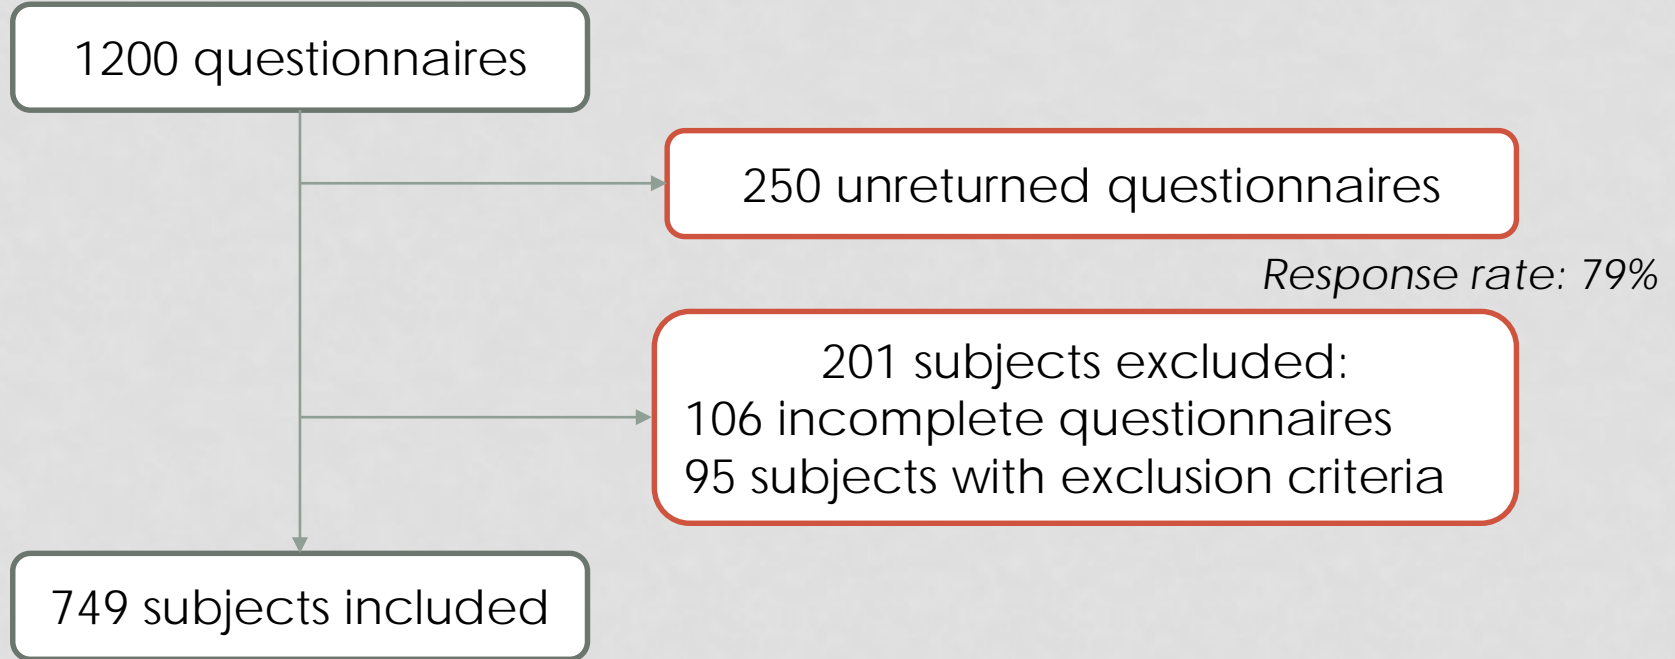 1200 questionnaires
250 unreturned questionnaires
Response rate: 79%
201 subjects excluded:
106 incomplete questionnaires
95 subjects with exclusion criteria
749 subjects included